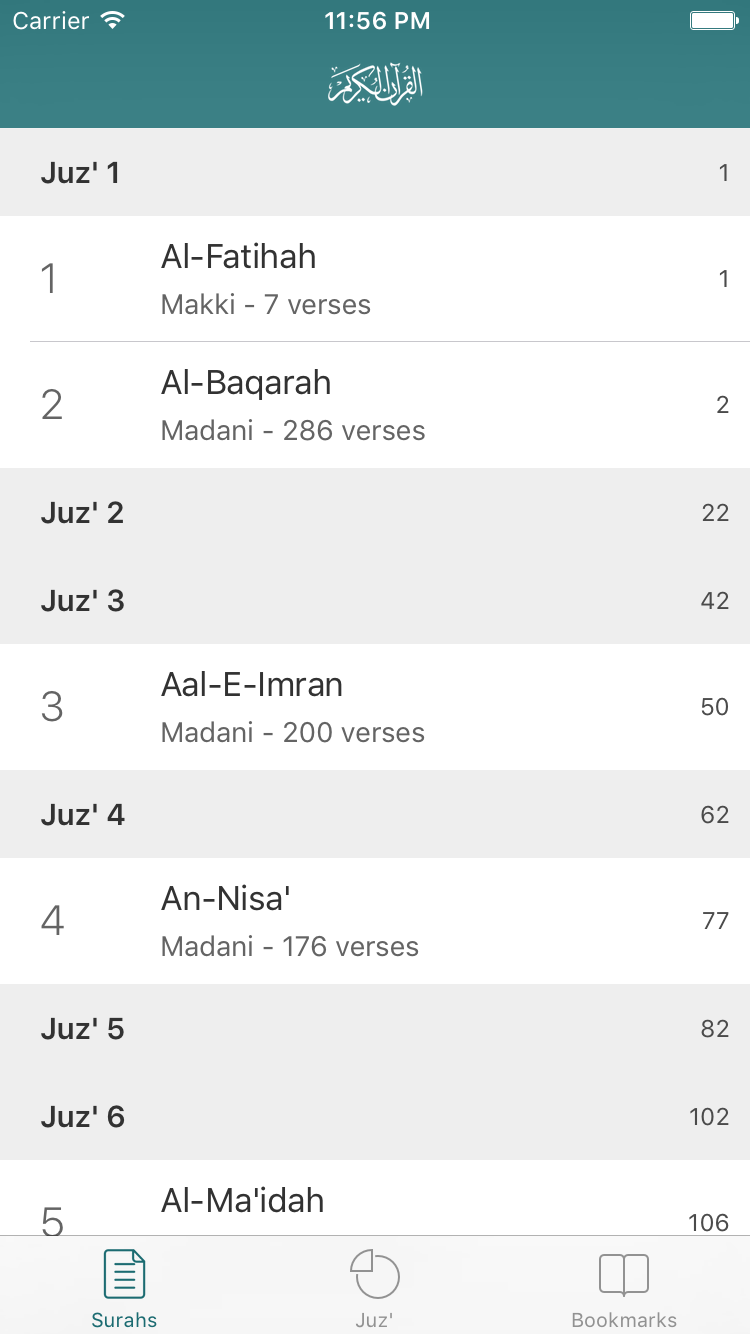 Carrier 11:56 PM
القرآن الكريم
Juz' 1 1
1 Al-Fatihah 1
Makki - 7 verses
2 Al-Baqarah 2
Madani - 286 verses
Juz' 2 22
Juz' 3 42
3 Aal-E-Imran 50
Madani - 200 verses
Juz' 4 62
4 An-Nisa' 77
Madani - 176 verses
Juz' 5 82
Juz' 6 102
5 Al-Ma'idah 106
Surahs Juz' Bookmarks